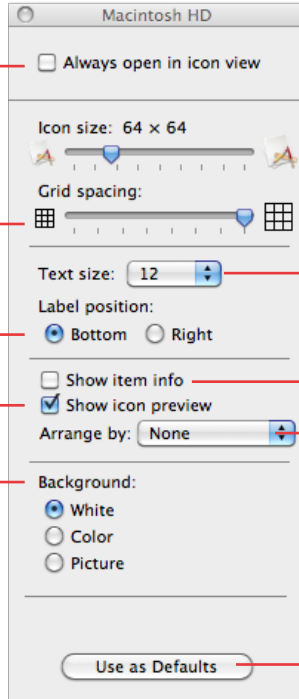 Macintosh HD
Always open in icon view
Icon size: 64 × 64
Grid spacing:
Text size: 12
Label position:
Bottom Right
Show item info
Show icon preview
Arrange by: None
Background:
White
Color
Picture
Use as Defaults